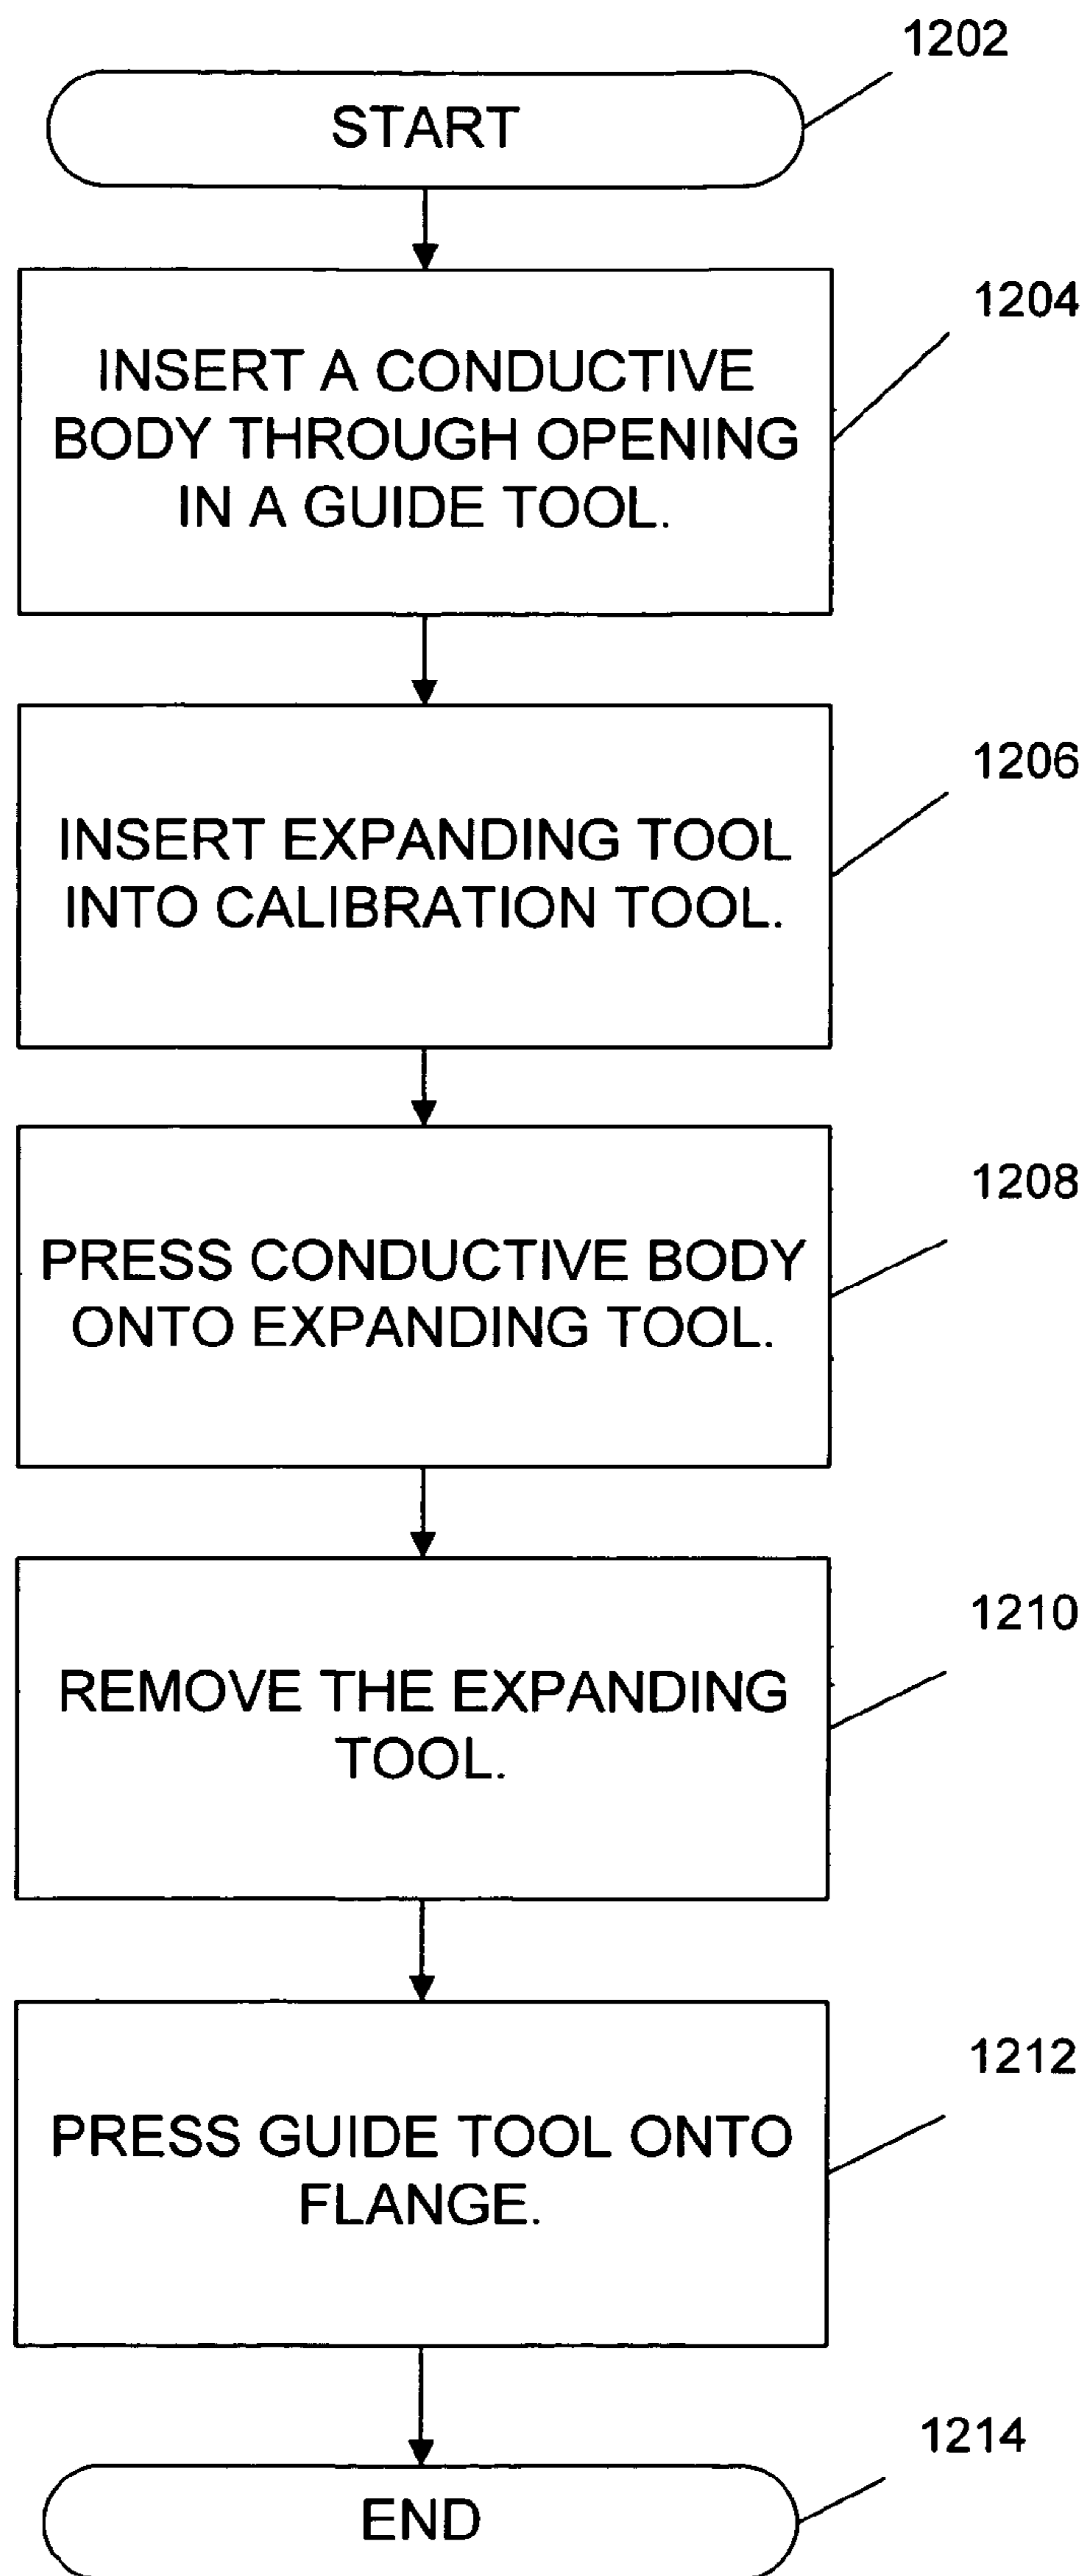 1202
START
1204
INSERT A CONDUCTIVE
BODY THROUGH OPENING
IN A GUIDE TOOL.
1206
INSERT EXPANDING TOOL
INTO CALIBRATION TOOL.
1208
PRESS CONDUCTIVE BODY
ONTO EXPANDING TOOL.
1210
REMOVE THE EXPANDING
TOOL.
1212
PRESS GUIDE TOOL ONTO
FLANGE.
1214
END